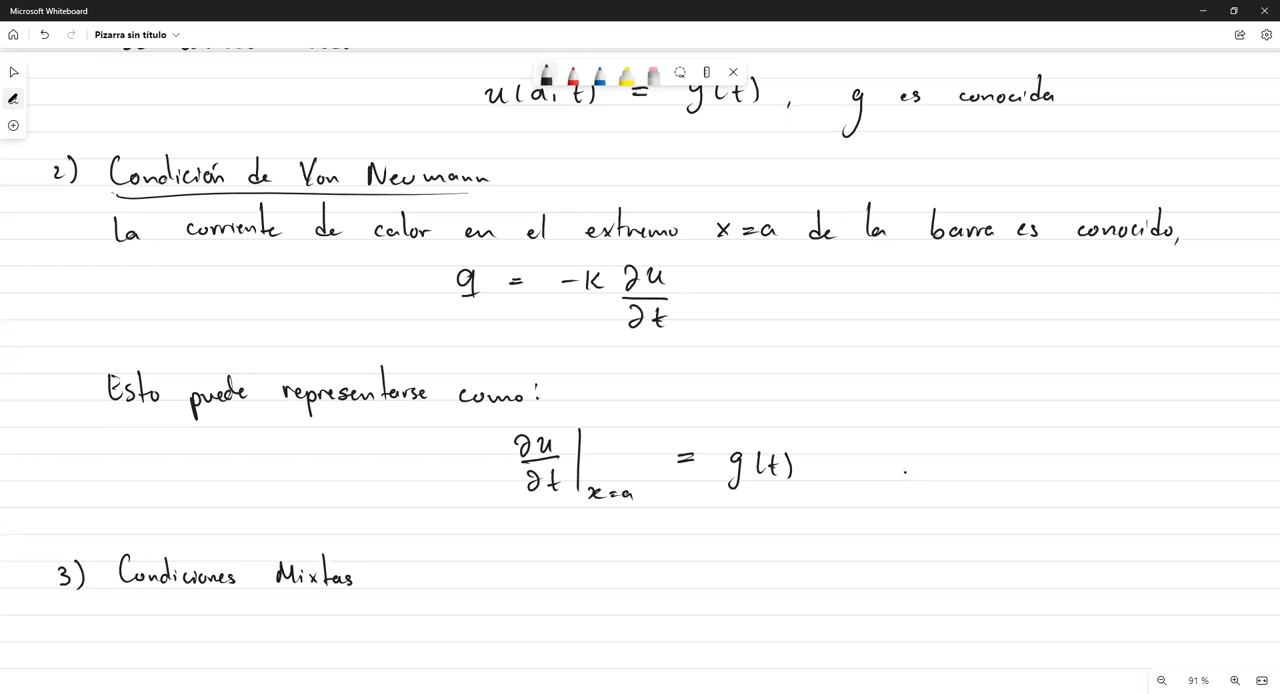 Microsoft Whiteboard
Pizarra sin título
u(a,t) = g(t), g es conocida
2) Condición de Von Neumann
La corriente de calor en el extremo x=a de la barra es conocido,
q = -K ∂u/∂t
Esto puede representarse como:
∂u/∂t |x=a = g(t)
3) Condiciones Mixtas
91 %